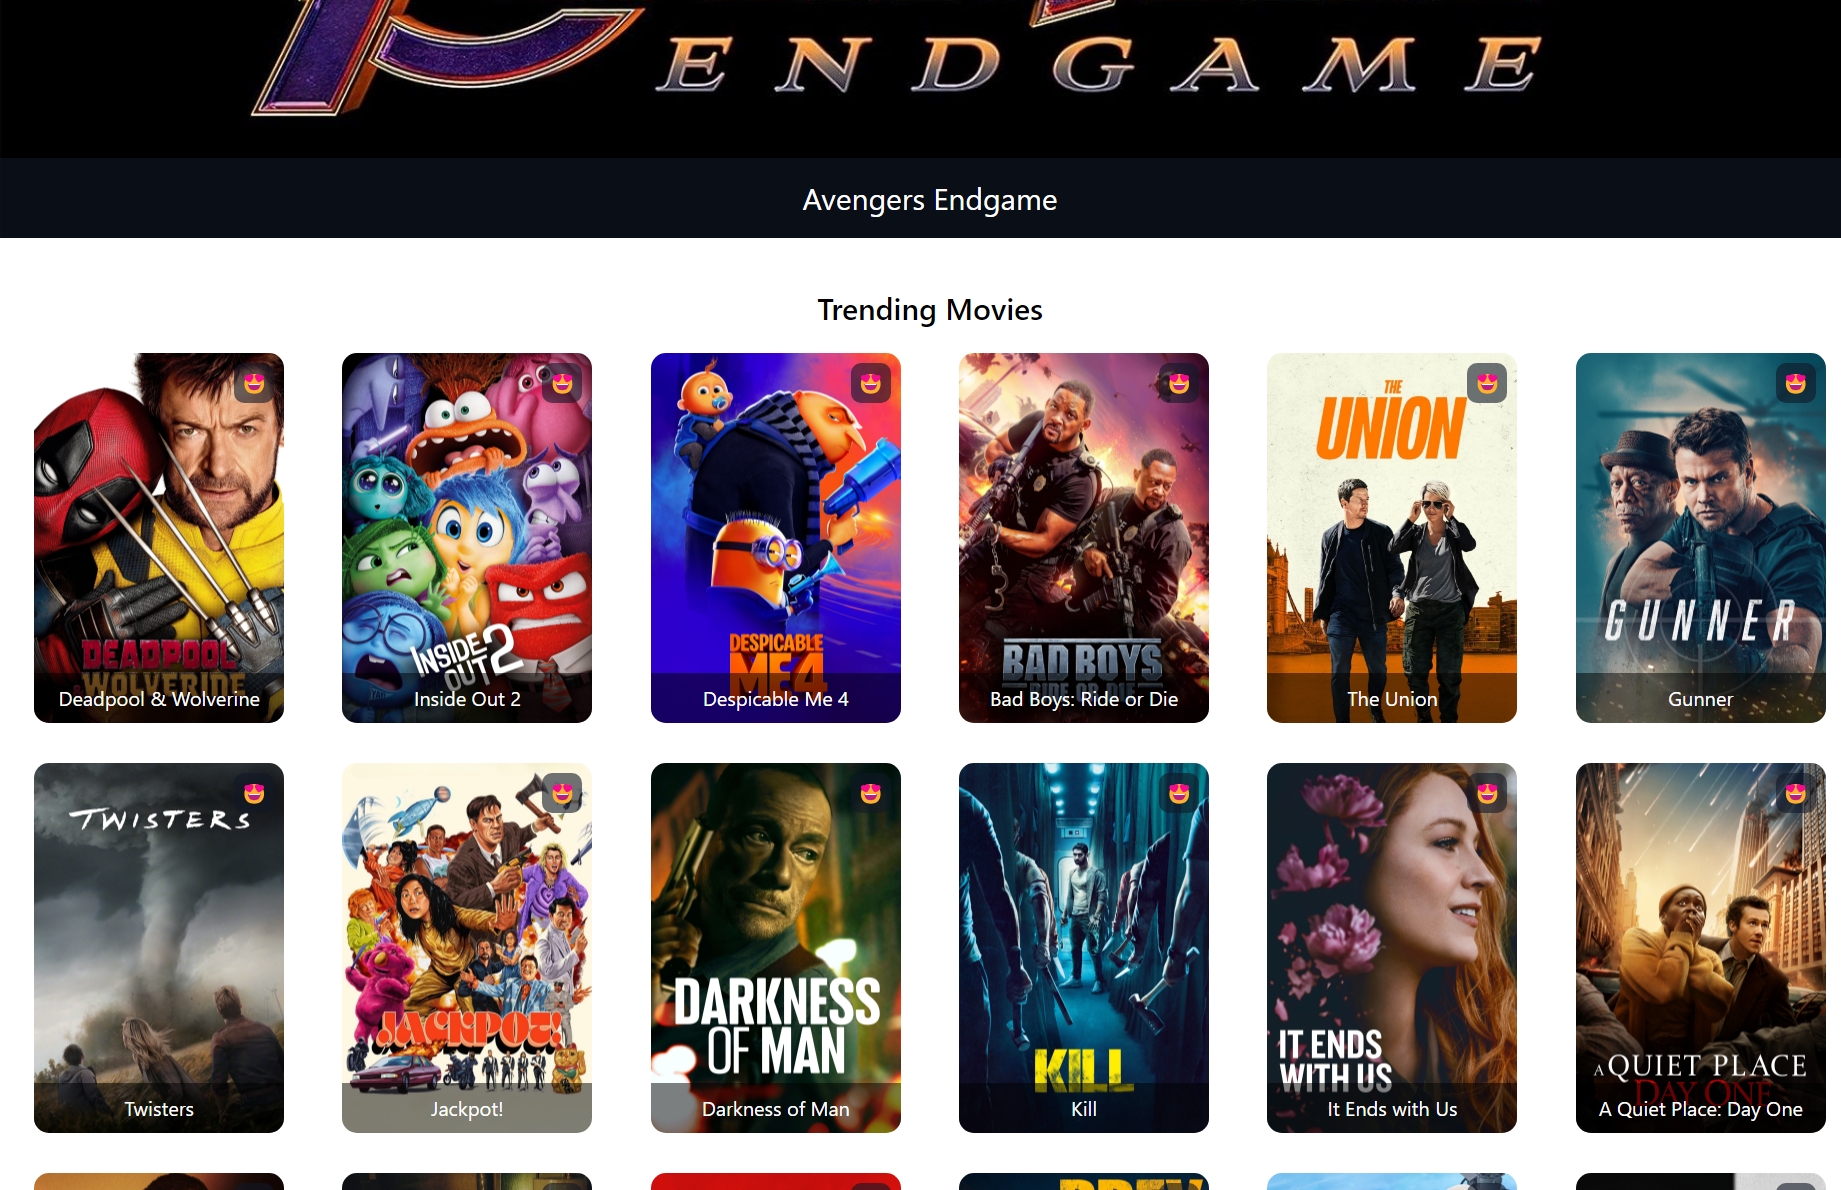 ENDGAME
Avengers Endgame
Trending Movies
DEADPOOL
WOLVERINE
Deadpool & Wolverine
INSIDE
OUT 2
Inside Out 2
DESPICABLE
ME 4
Despicable Me 4
BAD BOYS
RIDE OR DIE
Bad Boys: Ride or Die
THE
UNION
The Union
GUNNER
Gunner
TWISTERS
Twisters
JACKPOT!
Jackpot!
DARKNESS
OF MAN
Darkness of Man
KILL
Kill
IT ENDS
WITH US
It Ends with Us
A QUIET PLACE
DAY ONE
A Quiet Place: Day One